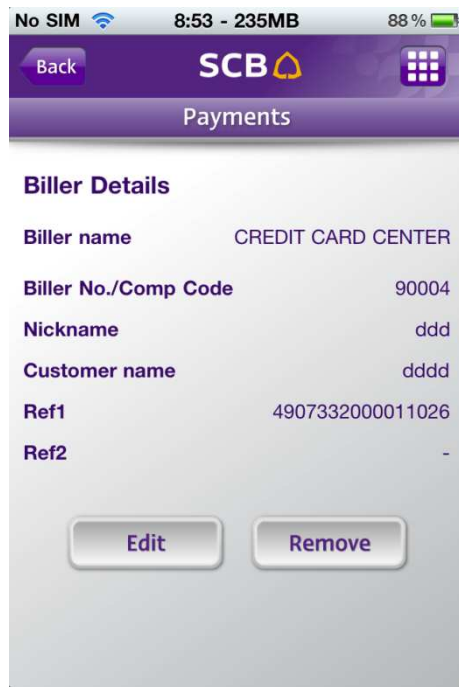 No SIM 8:53 - 235MB 88 %
Back SCB
Payments
Biller Details
Biller name CREDIT CARD CENTER
Biller No./Comp Code 90004
Nickname ddd
Customer name dddd
Ref1 4907332000011026
Ref2 -
Edit Remove